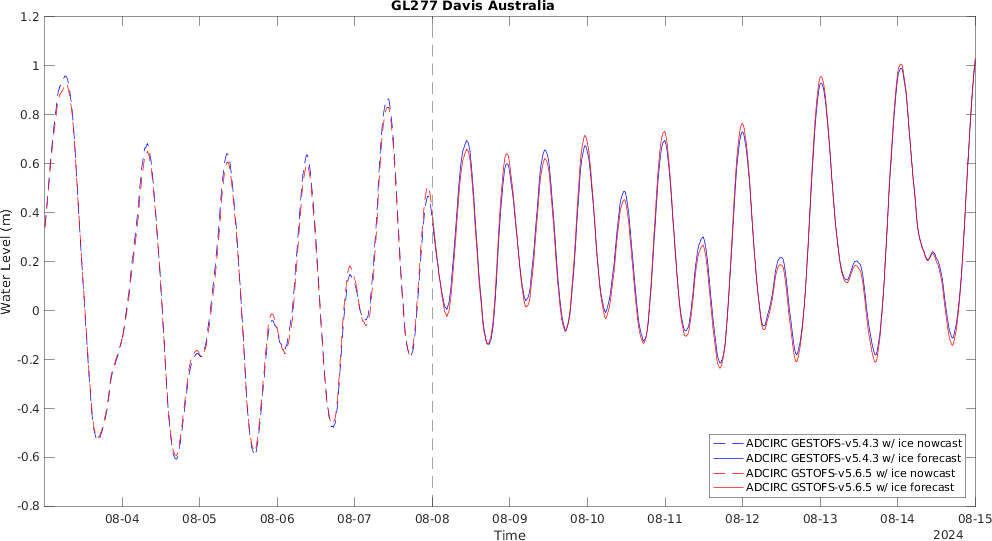 GL277 Davis Australia
Water Level (m)
1.2
1
0.8
0.6
0.4
0.2
0
-0.2
-0.4
-0.6
-0.8
ADCIRC GESTOFS-v5.4.3 w/ ice nowcast
ADCIRC GESTOFS-v5.4.3 w/ ice forecast
ADCIRC GSTOFS-v5.6.5 w/ ice nowcast
ADCIRC GSTOFS-v5.6.5 w/ ice forecast
08-04 08-05 08-06 08-07 08-08 08-09 08-10 08-11 08-12 08-13 08-14 08-15
Time
2024